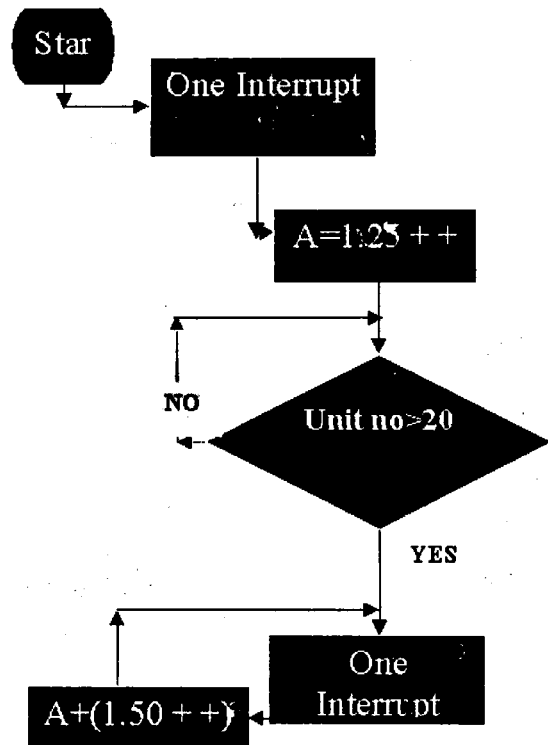 Star
One Interrupt
A=1.25 + +
NO
Unit no>20
YES
One
Interrupt
A+(1.50 + +)